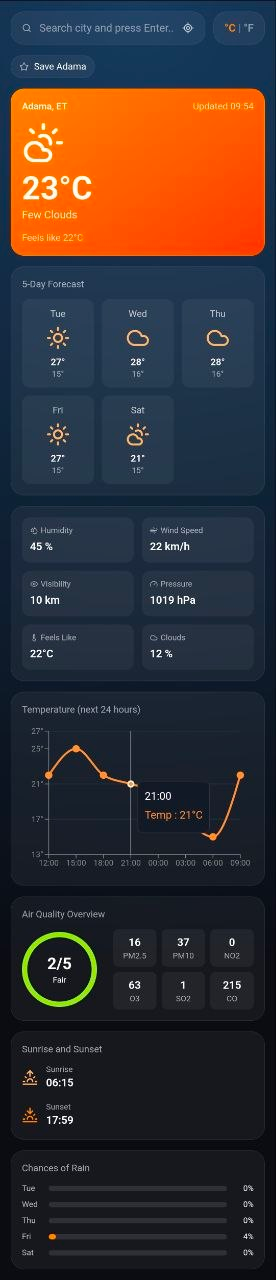 Search city and press Enter..
°C | °F
Save Adama
Adama, ET
Updated 09:54
23°C
Few Clouds
Feels like 22°C
5-Day Forecast
Tue Wed Thu
27° 28° 28°
15° 16° 16°
Fri Sat
27° 21°
15° 15°
Humidity Wind Speed
45 % 22 km/h
Visibility Pressure
10 km 1019 hPa
Feels Like Clouds
22°C 12 %
Temperature (next 24 hours)
27°
25°
21°
21:00
Temp : 21°C
17°
13°
12:00 15:00 18:00 21:00 00:00 03:00 06:00 09:00
Air Quality Overview
2/5
Fair
16 37 0
PM2.5 PM10 NO2
63 1 215
O3 SO2 CO
Sunrise and Sunset
Sunrise
06:15
Sunset
17:59
Chances of Rain
Tue 0%
Wed 0%
Thu 0%
Fri 4%
Sat 0%